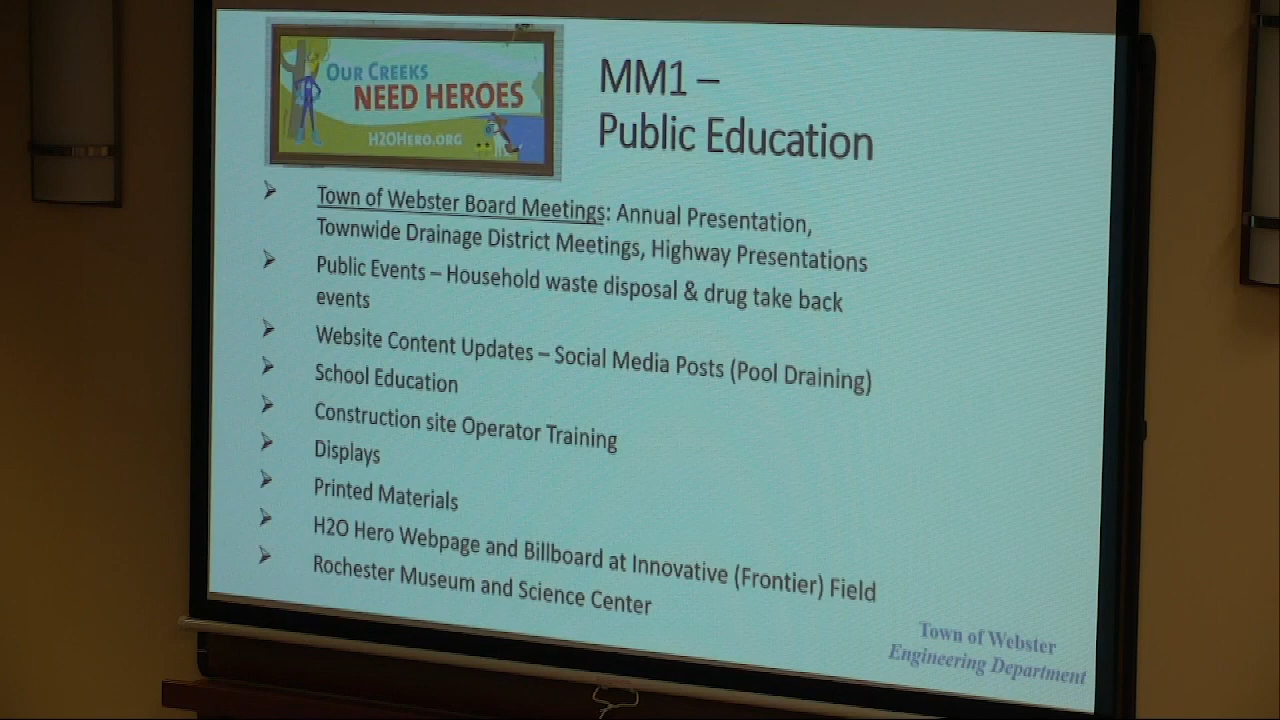 OUR CREEKS
NEED HEROES
H2OHERO.ORG
MM1 –
Public Education
Town of Webster Board Meetings: Annual Presentation,
Townwide Drainage District Meetings, Highway Presentations
Public Events – Household waste disposal & drug take back
events
Website Content Updates – Social Media Posts (Pool Draining)
School Education
Construction site Operator Training
Displays
Printed Materials
H2O Hero Webpage and Billboard at Innovative (Frontier) Field
Rochester Museum and Science Center
Town of Webster
Engineering Department